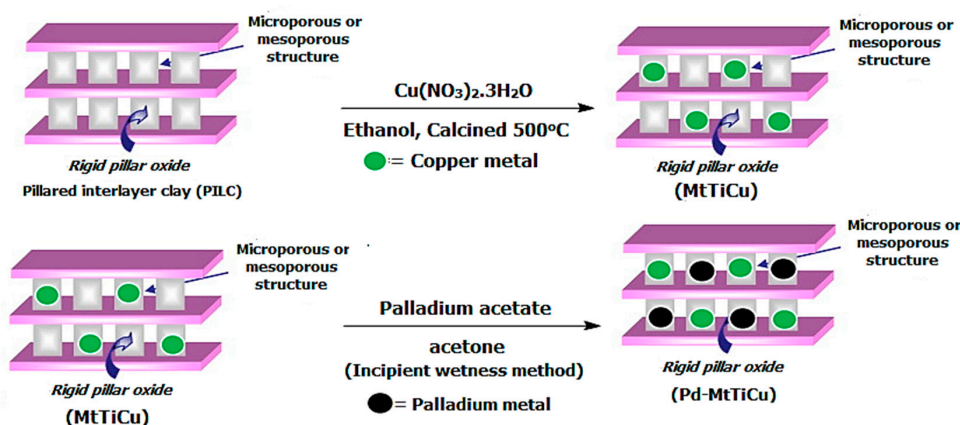 Microporous or
mesoporous
structure
Rigid pillar oxide
Pillared interlayer clay (PILC)
Cu(NO₃)₂.3H₂O
Ethanol, Calcined 500°C
= Copper metal
Microporous or
mesoporous
structure
Rigid pillar oxide
(MtTiCu)
Microporous or
mesoporous
structure
Rigid pillar oxide
(MtTiCu)
Palladium acetate
acetone
(Incipient wetness method)
= Palladium metal
Microporous or
mesoporous
structure
Rigid pillar oxide
(Pd-MtTiCu)